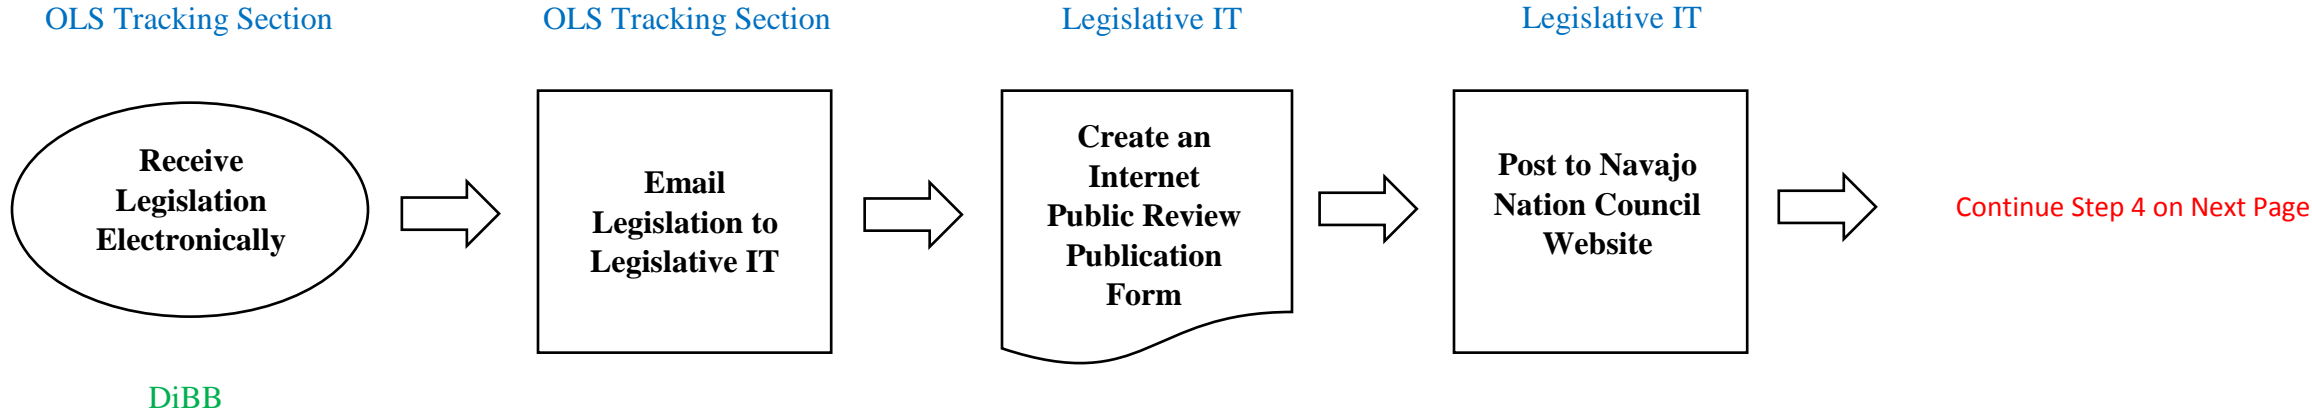 OLS Tracking Section
OLS Tracking Section
Legislative IT
Legislative IT
Receive
Legislation
Electronically
Email
Legislation to
Legislative IT
Create an
Internet
Public Review
Publication
Form
Post to Navajo
Nation Council
Website
Continue Step 4 on Next Page
DiBB